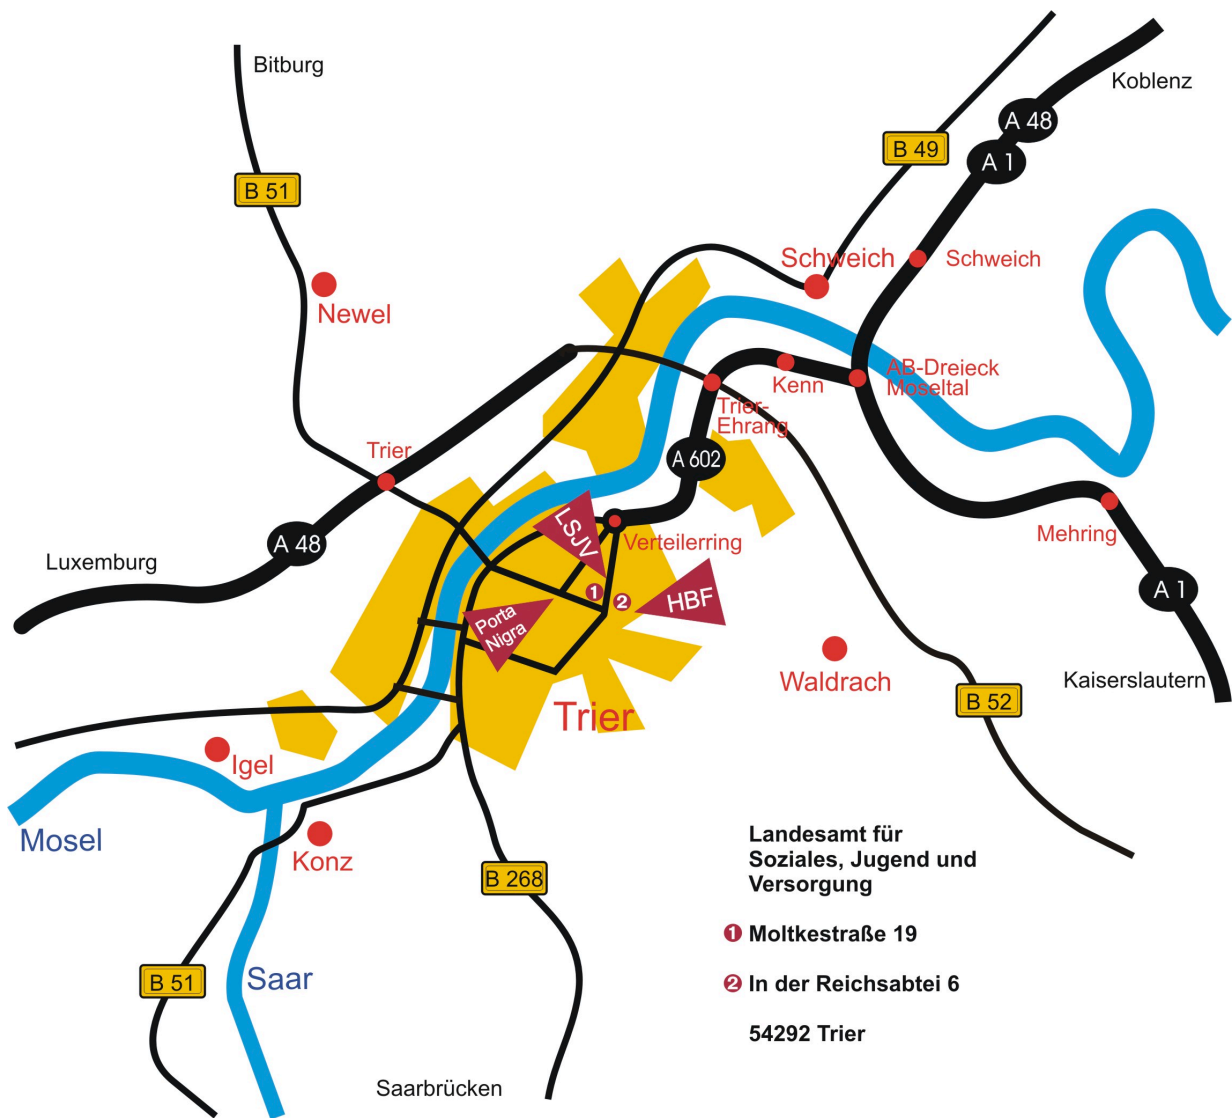 Bitburg
Koblenz
A 48
B 49
A 1
B 51
Schweich
Schweich
Newel
AB-Dreieck
Moseltal
Kenn
Trier-
Ehrang
Trier
A 602
LSJV
Verteilerring
Mehring
A 48
Luxemburg
1
2
HBF
A 1
Porta
Nigra
Waldrach
Kaiserslautern
B 52
Trier
Igel
Mosel
Konz
B 268
Saar
B 51
Saarbrücken
Landesamt für
Soziales, Jugend und
Versorgung
1 Moltkestraße 19
2 In der Reichsabtei 6
54292 Trier